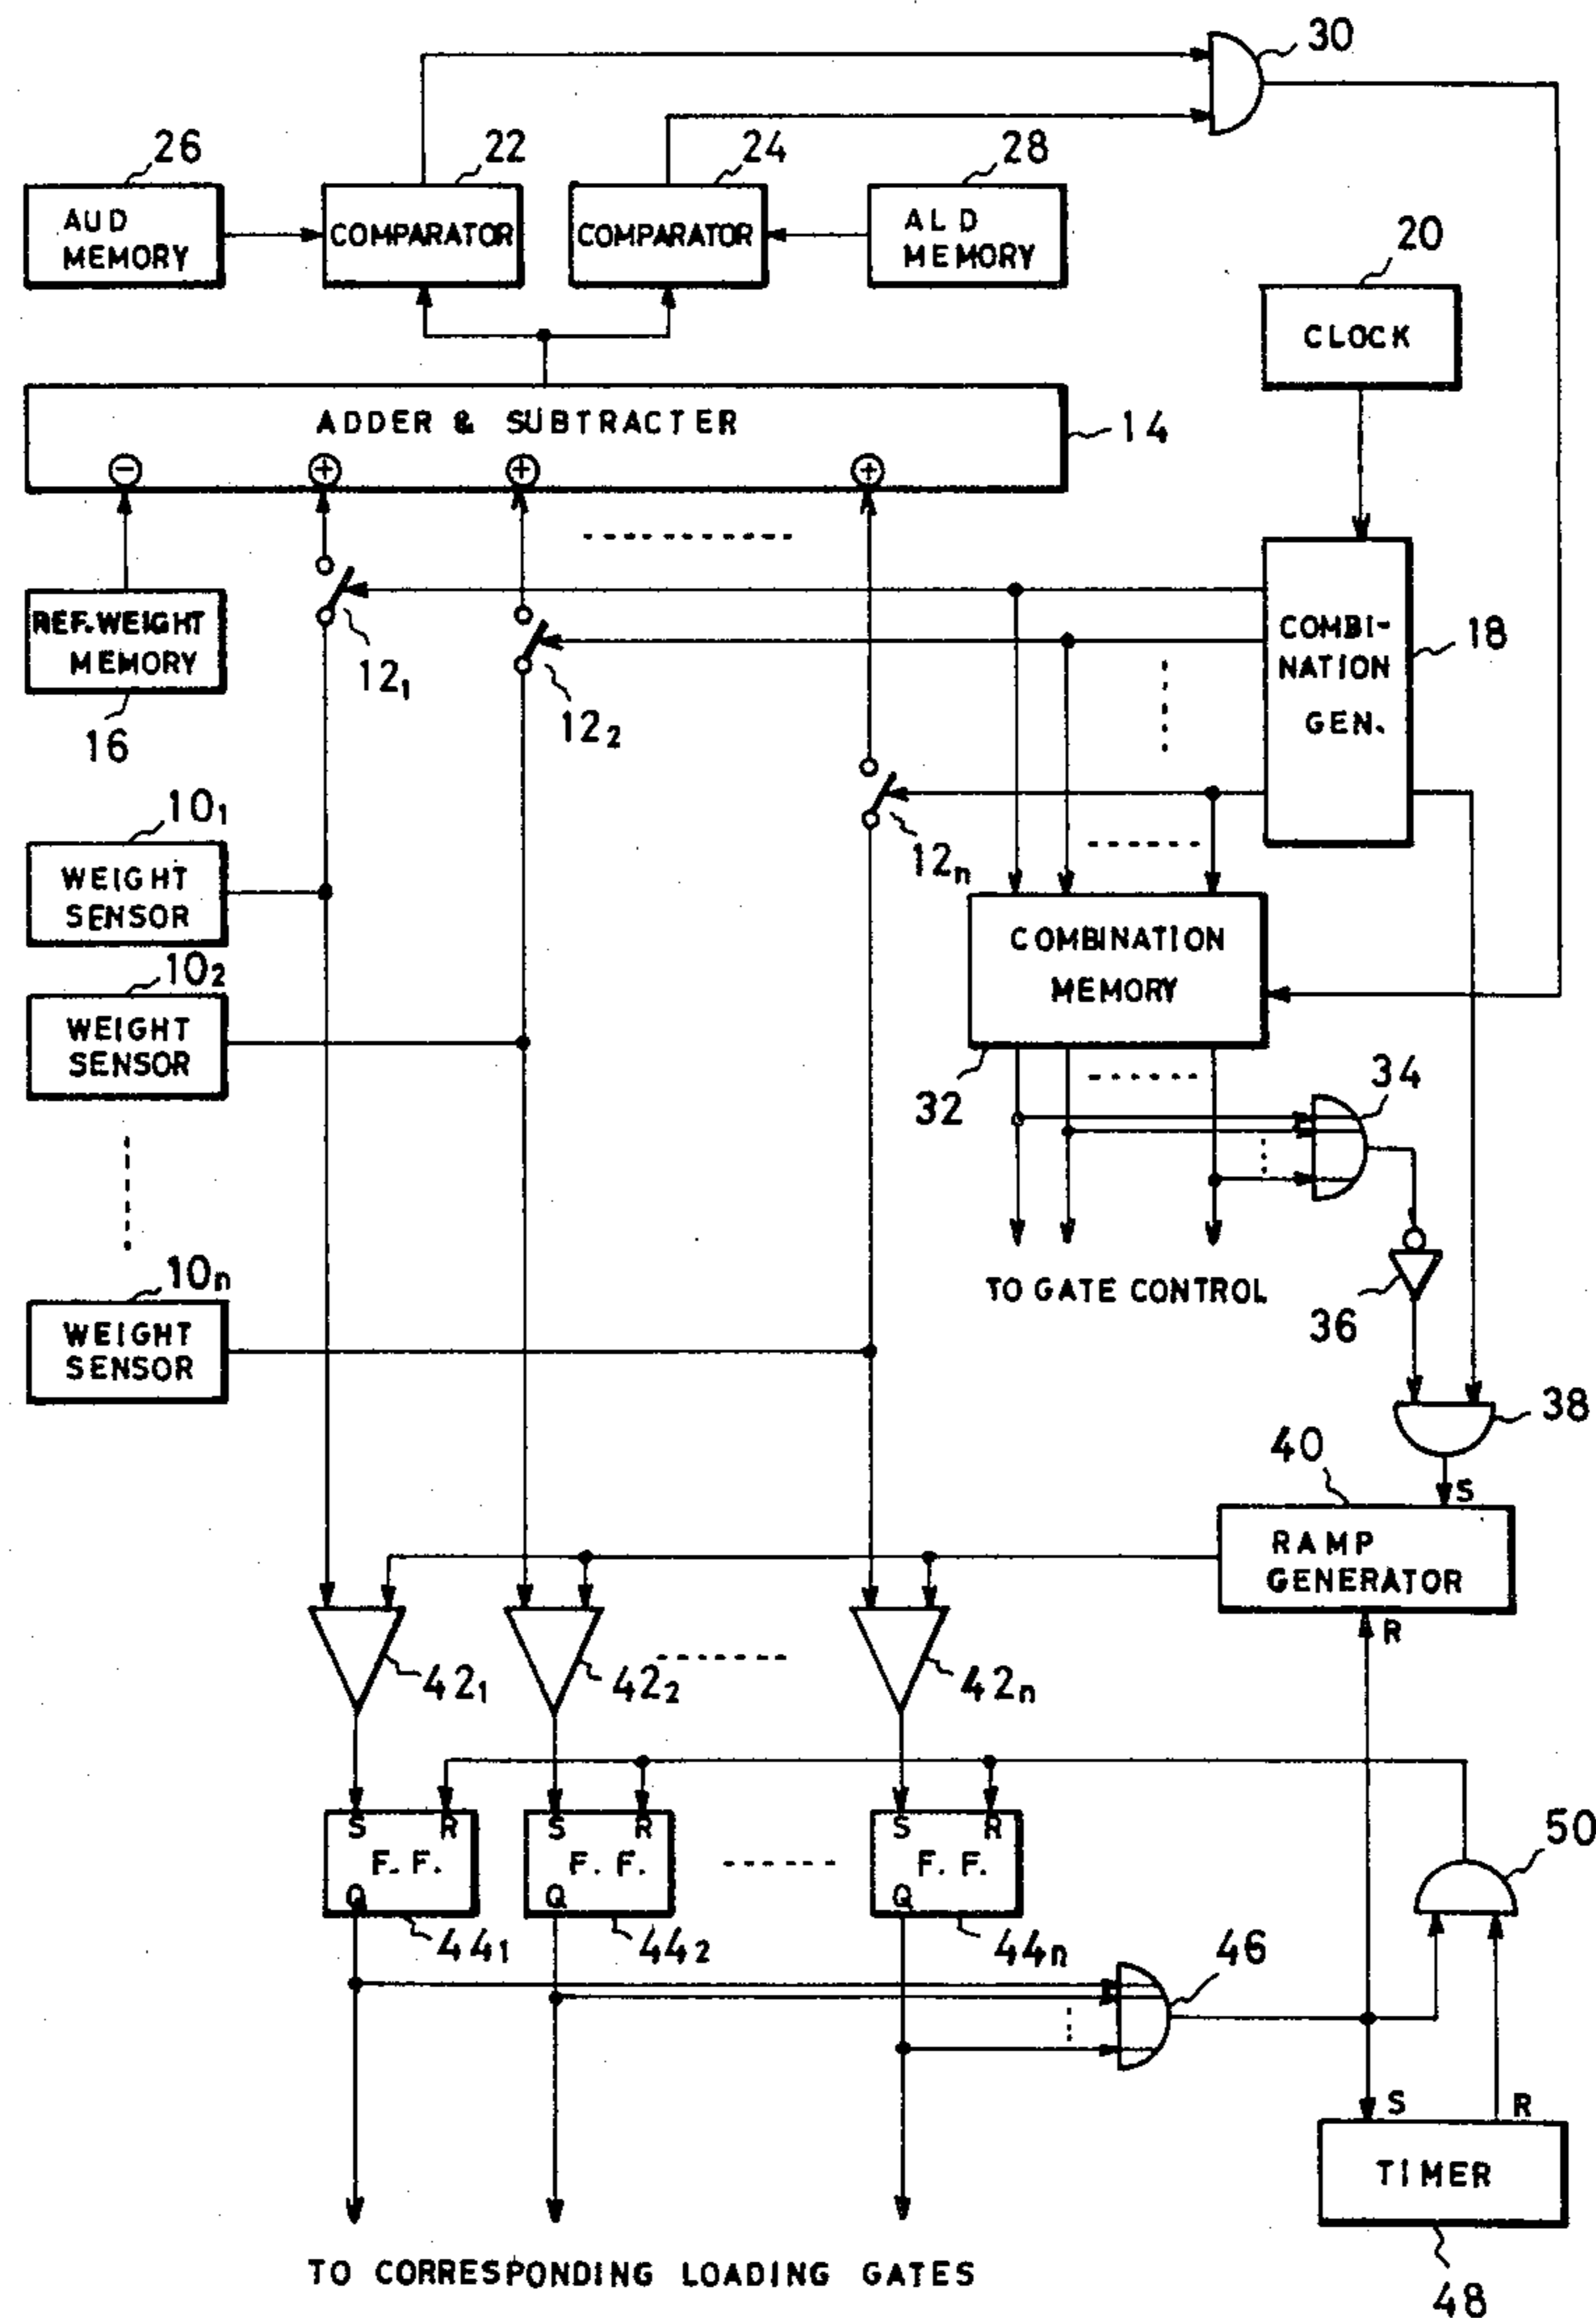 30
26
22
24
28
AUD
MEMORY
COMPARATOR
COMPARATOR
ALD
MEMORY
20
CLOCK
ADDER & SUBTRACTER
14
−
+
+
+
REF.WEIGHT
MEMORY
16
12₁
12₂
12ₙ
COMBI-
NATION
GEN.
18
10₁
WEIGHT
SENSOR
10₂
WEIGHT
SENSOR
10ₙ
WEIGHT
SENSOR
COMBINATION
MEMORY
32
34
TO GATE CONTROL
36
38
40
S
RAMP
GENERATOR
R
42₁
42₂
42ₙ
S R
F.F.
Q
S R
F.F.
Q
S R
F.F.
Q
44₁
44₂
44ₙ
46
50
S R
TIMER
48
TO CORRESPONDING LOADING GATES